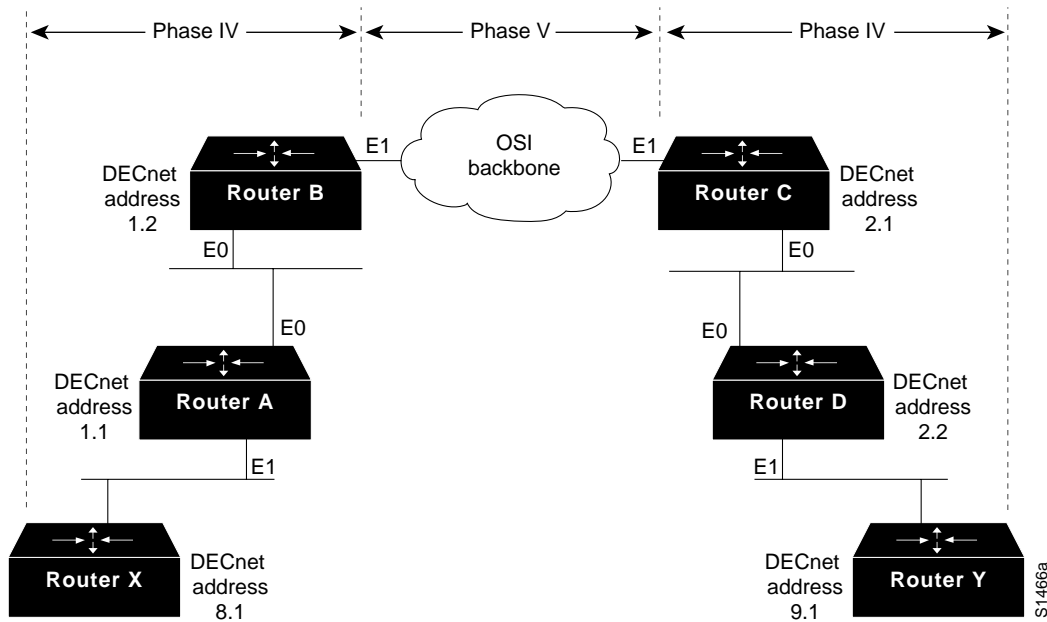 Phase IV
Phase V
Phase IV
E1
OSI
backbone
E1
DECnet
address
1.2
Router B
Router C
DECnet
address
2.1
E0
E0
E0
E0
DECnet
address
1.1
Router A
Router D
DECnet
address
2.2
E1
E1
Router X
DECnet
address
8.1
DECnet
address
9.1
Router Y
S1466a